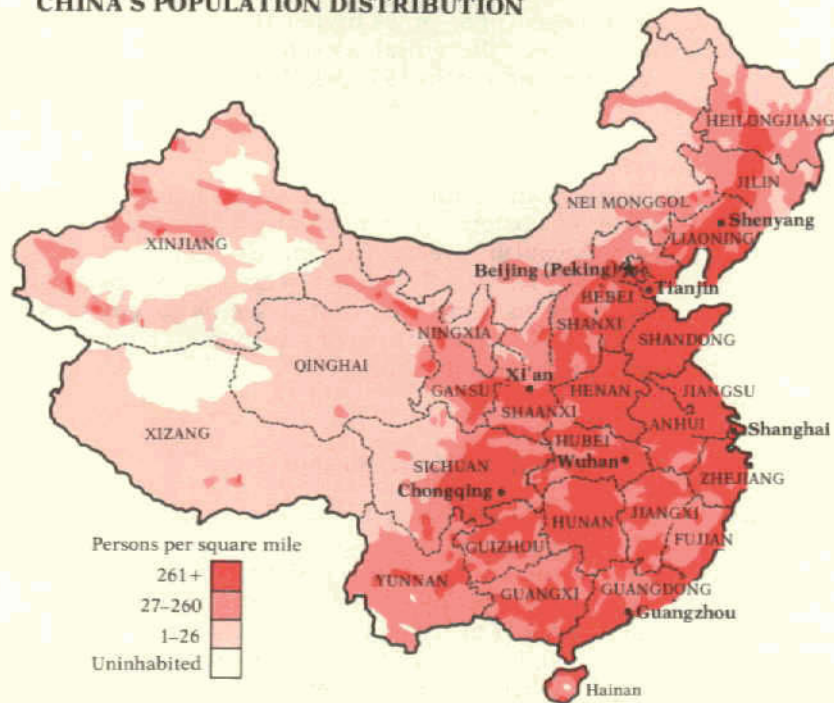 CHINA'S POPULATION DISTRIBUTION
HEILONGJIANG
JILIN
NEI MONGGOL
Shenyang
LIAONING
XINJIANG
Beijing (Peking)
Tianjin
HEBEI
NINGXIA
SHANXI
SHANDONG
QINGHAI
Xi'an
GANSU
HENAN
JIANGSU
SHAANXI
ANHUI
XIZANG
Shanghai
HUBEI
SICHUAN
Wuhan
ZHEJIANG
Chongqing
HUNAN
JIANGXI
FUJIAN
GUIZHOU
Persons per square mile
261+
27–260
1–26
Uninhabited
YUNNAN
GUANGXI
GUANGDONG
Guangzhou
Hainan